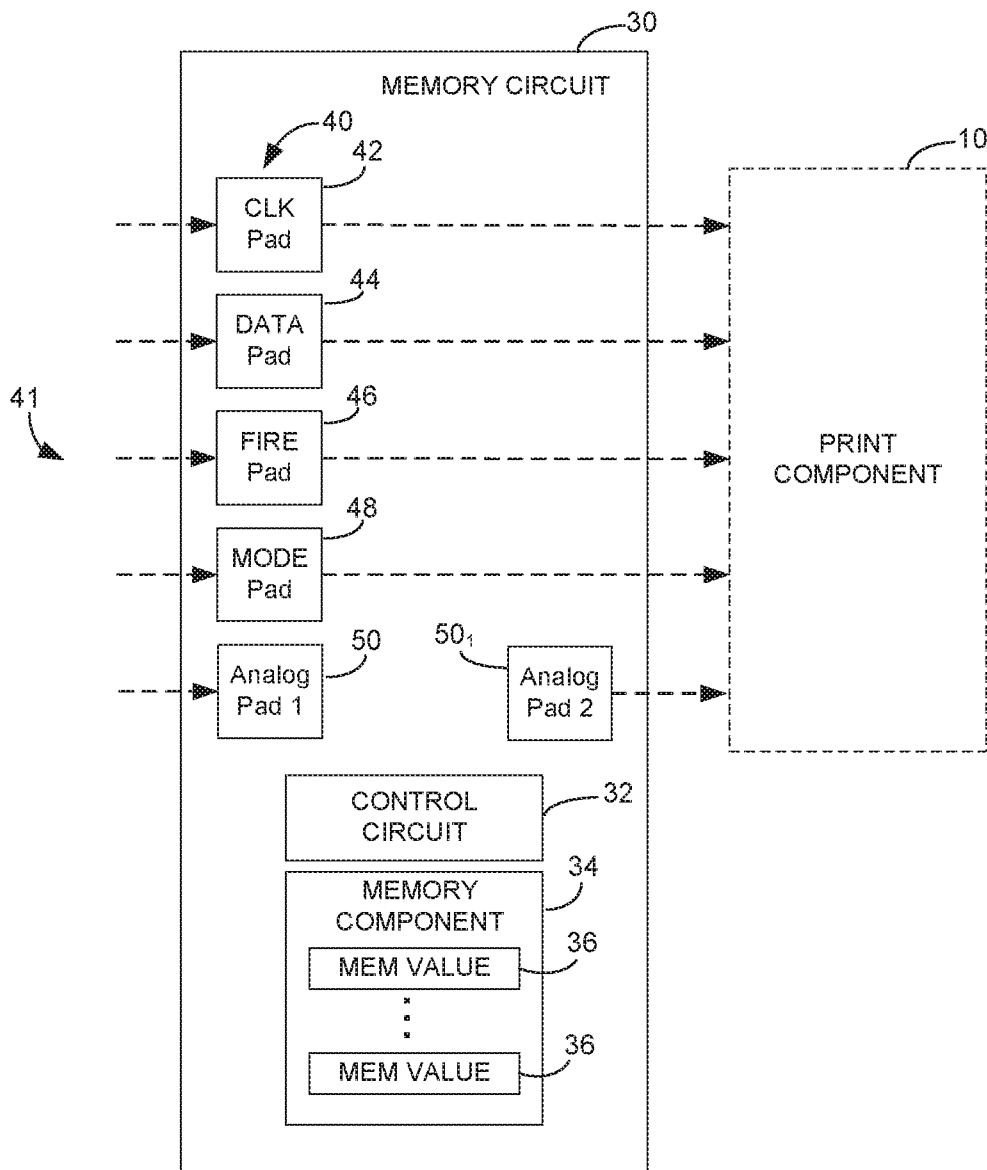 30
MEMORY CIRCUIT
40
42
CLK
Pad
10
44
DATA
Pad
41
46
FIRE
Pad
PRINT
COMPONENT
48
MODE
Pad
50
Analog
Pad 1
50₁
Analog
Pad 2
CONTROL
CIRCUIT
32
MEMORY
COMPONENT
34
MEM VALUE
36
MEM VALUE
36